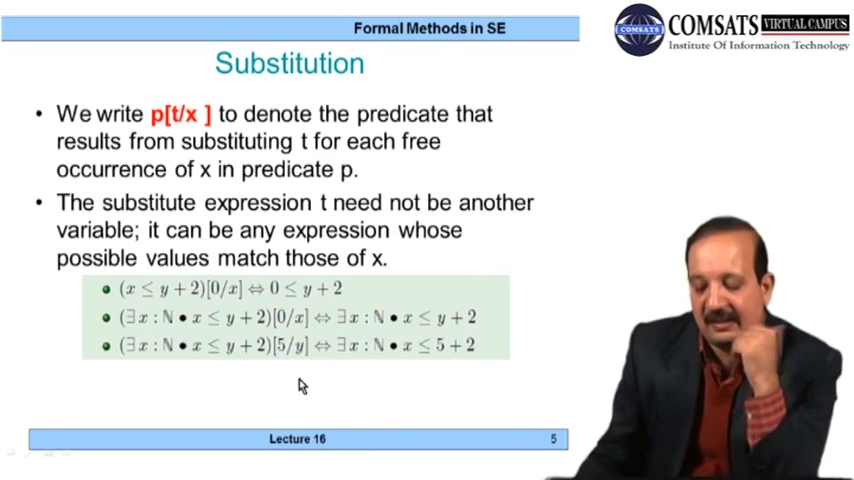 Formal Methods in SE
COMSATS
COMSATS VIRTUAL CAMPUS
Institute Of Information Technology
Substitution
• We write p[t/x ] to denote the predicate that
results from substituting t for each free
occurrence of x in predicate p.
• The substitute expression t need not be another
variable; it can be any expression whose
possible values match those of x.
(x ≤ y + 2)[0/x] ⇔ 0 ≤ y + 2
(∃ x : ℕ • x ≤ y + 2)[0/x] ⇔ ∃ x : ℕ • x ≤ y + 2
(∃ x : ℕ • x ≤ y + 2)[5/y] ⇔ ∃ x : ℕ • x ≤ 5 + 2
Lecture 16
5